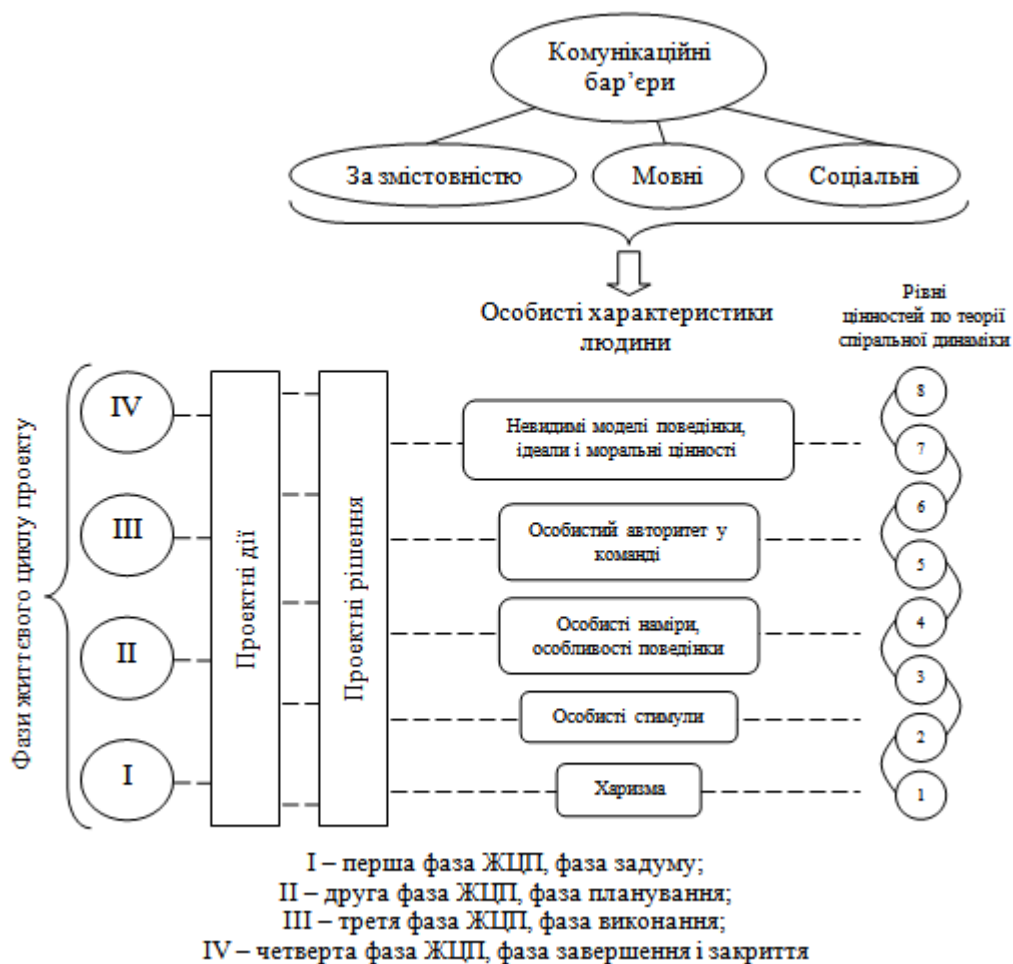 Комунікаційні
бар’єри
За змістовністю
Мовні
Соціальні
Особисті характеристики
людини
Рівні
цінностей по теорії
спіральної динаміки
Фази життєвого цикту проекту
IV
III
II
I
Проектні дії
Проектні рішення
Невидимі моделі поведінки,
ідеали і моральні цінності
Особистий авторитет у
команді
Особисті наміри,
особливості поведінки
Особисті стимули
Харизма
8
7
6
5
4
3
2
1
I – перша фаза ЖЦП, фаза задуму;
II – друга фаза ЖЦП, фаза планування;
III – третя фаза ЖЦП, фаза виконання;
IV – четверта фаза ЖЦП, фаза завершення і закриття